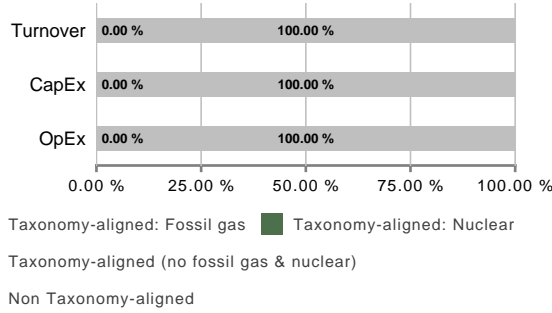 Turnover 0.00 % 100.00 %
CapEx 0.00 % 100.00 %
OpEx 0.00 % 100.00 %
0.00 % 25.00 % 50.00 % 75.00 % 100.00 %
Taxonomy-aligned: Fossil gas Taxonomy-aligned: Nuclear
Taxonomy-aligned (no fossil gas & nuclear)
Non Taxonomy-aligned